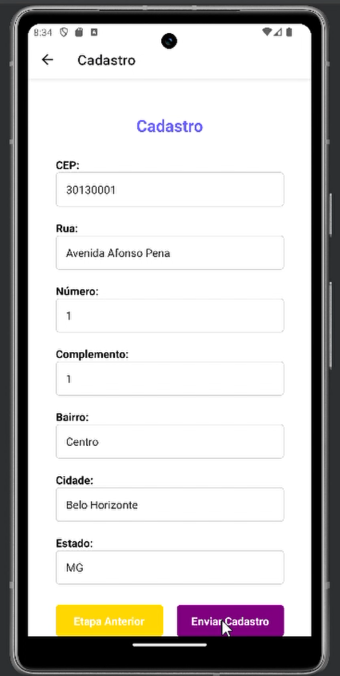 8:34
Cadastro
Cadastro
CEP:
30130001
Rua:
Avenida Afonso Pena
Número:
1
Complemento:
1
Bairro:
Centro
Cidade:
Belo Horizonte
Estado:
MG
Etapa Anterior
Enviar Cadastro